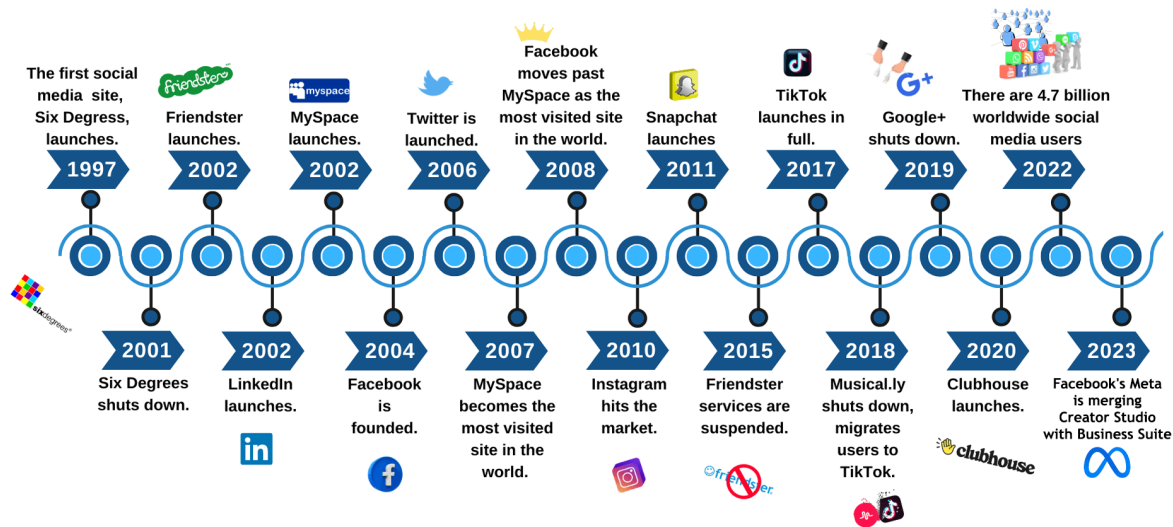 The first social
media site,
Six Degress,
launches.
1997
Six Degrees
shuts down.
2001
friendster
Friendster
launches.
2002
LinkedIn
launches.
2002
in
myspace
MySpace
launches.
2002
Facebook
is
founded.
2004
f
Twitter is
launched.
2006
MySpace
becomes the
most visited
site in the
world.
2007
Facebook
moves past
MySpace as the
most visited site
in the world.
2008
Instagram
hits the
market.
2010
Snapchat
launches
2011
Friendster
services are
suspended.
2015
friendster
TikTok
launches in
full.
2017
Musical.ly
shuts down,
migrates
users to
TikTok.
2018
G+
Google+
shuts down.
2019
Clubhouse
launches.
2020
clubhouse
There are 4.7 billion
worldwide social
media users
2022
Facebook's Meta
is merging
Creator Studio
with Business Suite
2023
sixdegrees®